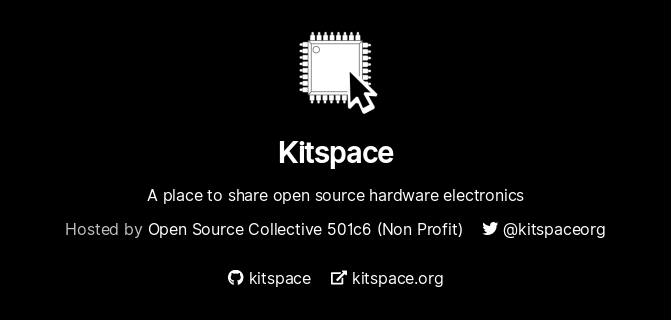 Kitspace
A place to share open source hardware electronics
Hosted by Open Source Collective 501c6 (Non Profit) @kitspaceorg
kitspace kitspace.org